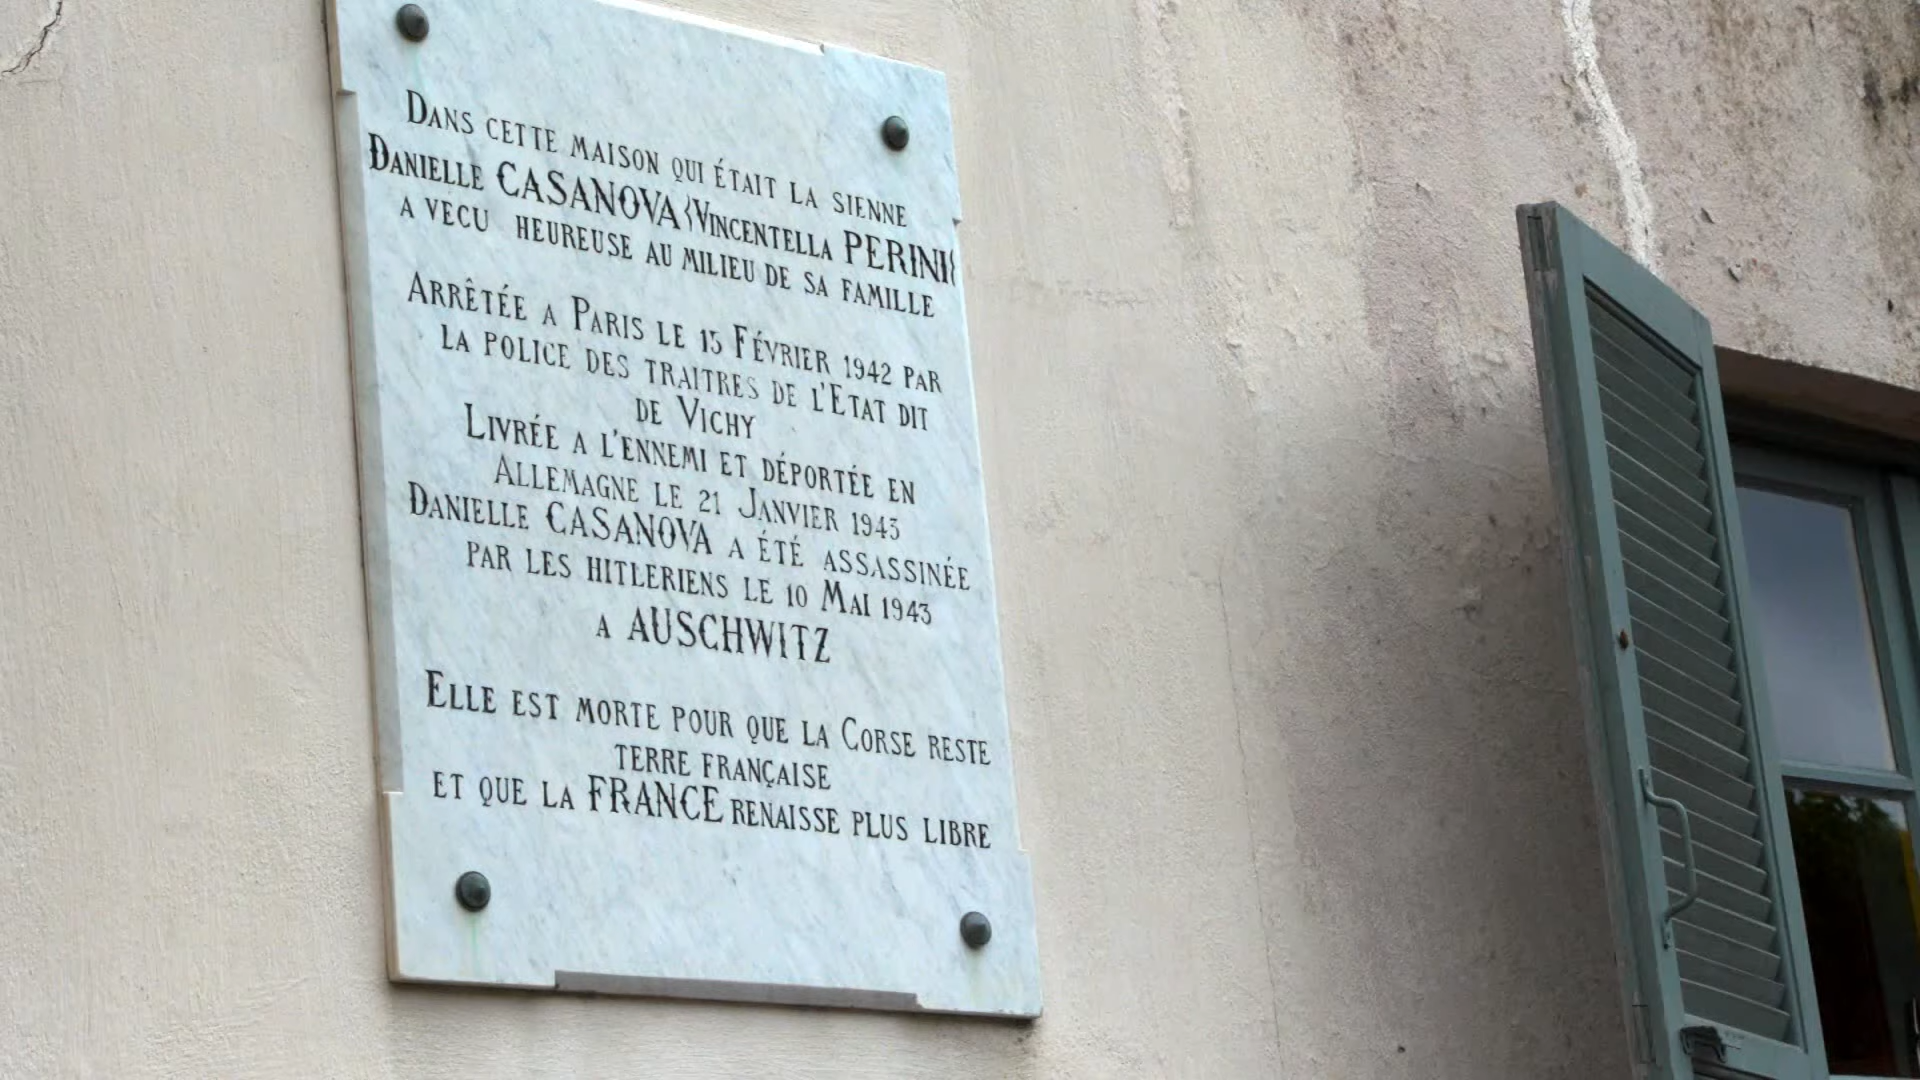 Dans cette maison qui était la sienne
Danielle CASANOVA {Vincentella PERINI{
a vecu heureuse au milieu de sa famille
Arrêtée a Paris le 15 Février 1942 par
la police des traitres de l'Etat dit
de Vichy
Livrée a l'ennemi et déportée en
Allemagne le 21 Janvier 1943
Danielle CASANOVA a été assassinée
par les hitleriens le 10 Mai 1943
a AUSCHWITZ
Elle est morte pour que la Corse reste
terre française
et que la FRANCE renaisse plus libre